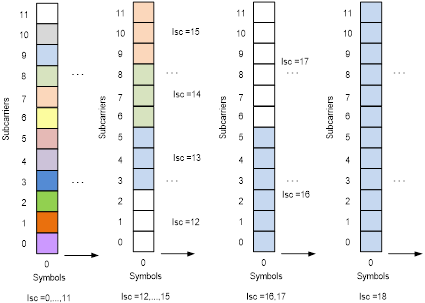 11
10
9
8
7
6
5
4
3
2
1
0
Subcarriers
. . .
. . .
0
Symbols
Isc =0,...,11
11
10
9
8
7
6
5
4
3
2
1
0
Subcarriers
Isc =15
. . .
Isc =14
Isc =13
. . .
Isc =12
0
Symbols
Isc =12,...,15
11
10
9
8
7
6
5
4
3
2
1
0
Subcarriers
Isc =17
. . .
. . .
Isc =16
0
Symbols
Isc =16,17
11
10
9
8
7
6
5
4
3
2
1
0
Subcarriers
. . .
. . .
0
Symbols
Isc =18